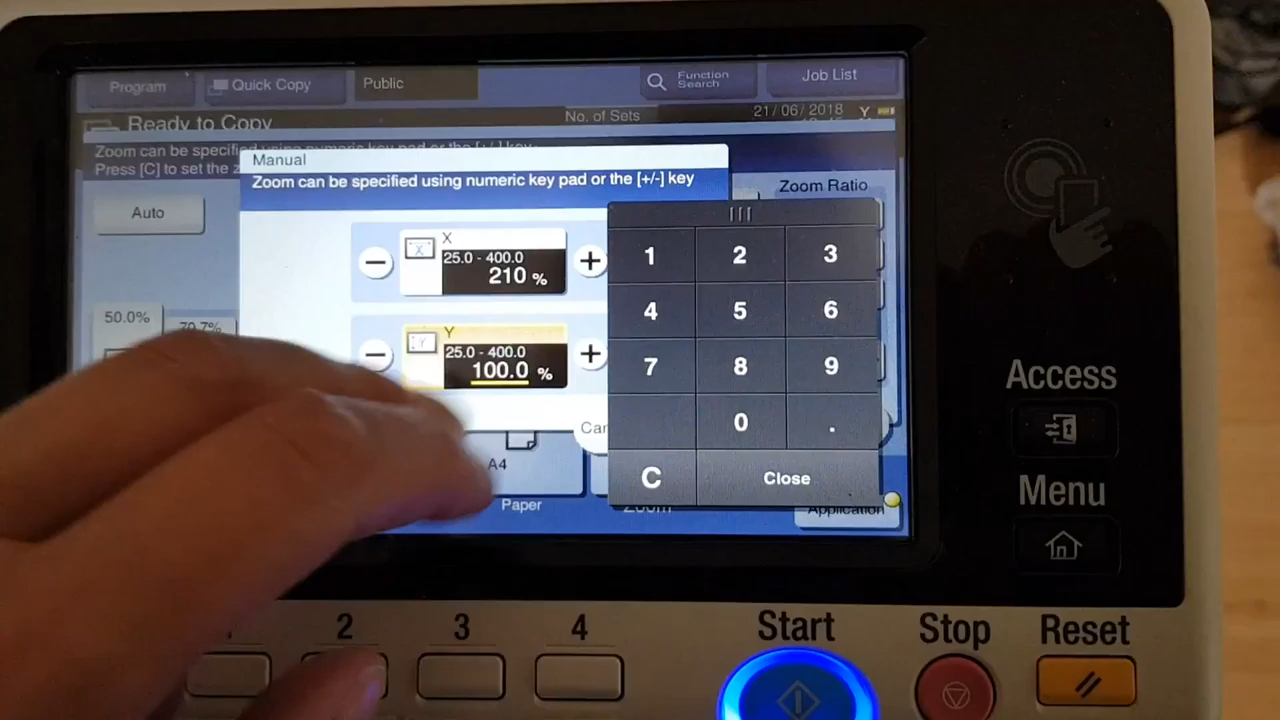 Program
Quick Copy
Public
Function
Search
Job List
Ready to Copy
No. of Sets
21/06/2018
Y
Zoom can be specified using numeric key pad or the [+/-] key.
Press [C] to set the z
Manual
Zoom can be specified using numeric key pad or the [+/-] key
Zoom Ratio
Auto
X
X
25.0 - 400.0
210 %
Y
Y
25.0 - 400.0
100.0 %
50.0%
70.7%
Can
A4
Paper
Zoom
Application
1 2 3
4 5 6
7 8 9
0 .
C Close
Access
Menu
2 3 4
Start
Stop
Reset